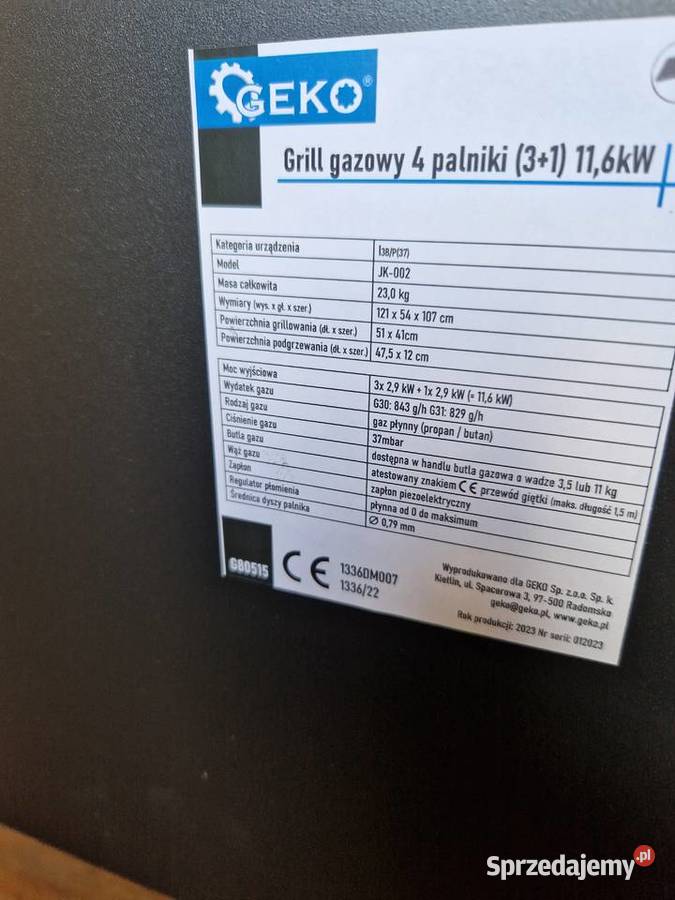 GEKO®
Grill gazowy 4 palniki (3+1) 11,6kW
Kategoria urządzenia I3B/P(37)
Model JK-002
Masa całkowita 23,0 kg
Wymiary (wys. x gł. x szer.) 121 x 54 x 107 cm
Powierzchnia grillowania (dł. x szer.) 51 x 41cm
Powierzchnia podgrzewania (dł. x szer.) 47,5 x 12 cm
Moc wyjściowa 3x 2,9 kW + 1x 2,9 kW (= 11,6 kW)
Wydatek gazu G30: 843 g/h G31: 829 g/h
Rodzaj gazu gaz płynny (propan / butan)
Ciśnienie gazu 37mbar
Butla gazu dostępna w handlu butla gazowa o wadze 3,5 lub 11 kg
Wąż gazu atestowany znakiem CE przewód giętki (maks. długość 1,5 m)
Zapłon zapłon piezoelektryczny
Regulator płomienia płynna od 0 do maksimum
Średnica dyszy palnika Ø 0,79 mm
G80515
CE 1336DM007
1336/22
Wyprodukowano dla GEKO Sp. z.o.o. Sp. k.
Kietlin, ul. Spacerowa 3, 97-500 Radomsko
geko@geko.pl, www.geko.pl
Rok produkcji: 2023 Nr serii: 012023
Sprzedajemy.pl